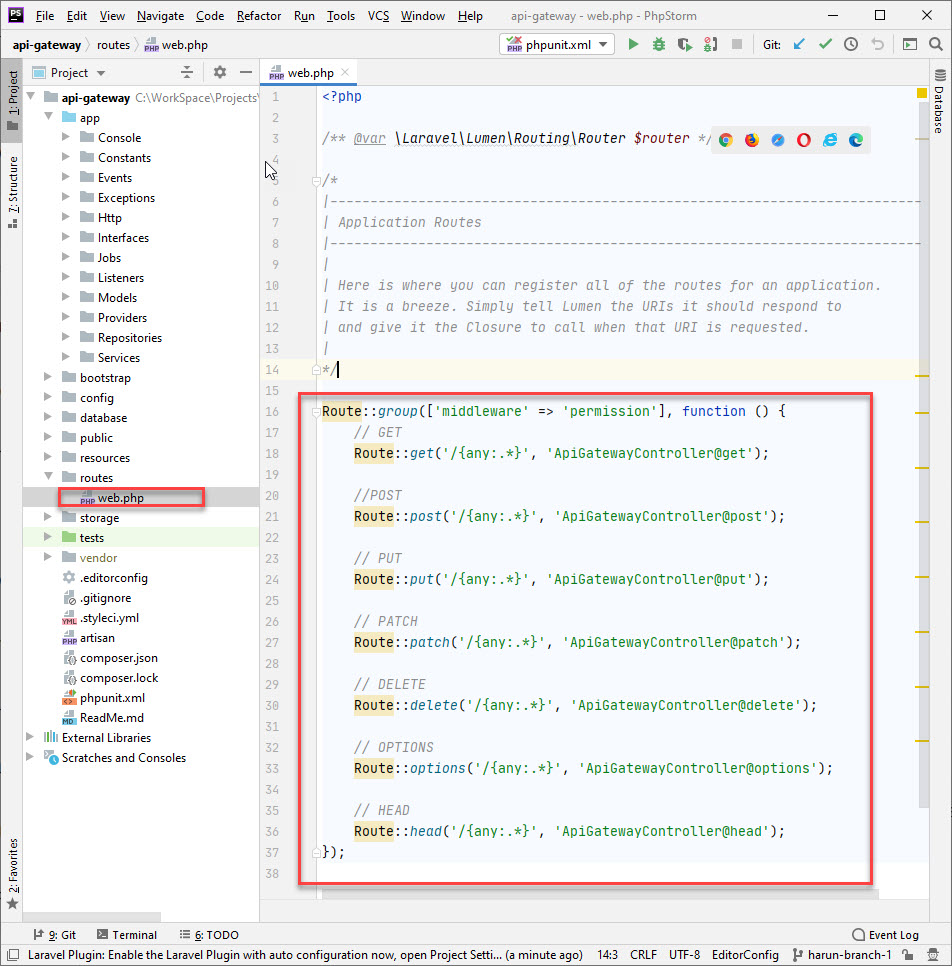 PS File Edit View Navigate Code Refactor Run Tools VCS Window Help api-gateway - web.php - PhpStorm
api-gateway routes web.php phpunit.xml Git:
Project
web.php
1: Project
7: Structure
2: Favorites
Database
api-gateway C:\WorkSpace\Projects\
app
Console
Constants
Events
Exceptions
Http
Interfaces
Jobs
Listeners
Models
Providers
Repositories
Services
bootstrap
config
database
public
resources
routes
web.php
storage
tests
vendor
.editorconfig
.gitignore
.styleci.yml
artisan
composer.json
composer.lock
phpunit.xml
ReadMe.md
External Libraries
Scratches and Consoles
1 <?php
2
3 /** @var \Laravel\Lumen\Routing\Router $router */
4
5 /*
6 |--------------------------------------------------------------------------
7 | Application Routes
8 |--------------------------------------------------------------------------
9 |
10 | Here is where you can register all of the routes for an application.
11 | It is a breeze. Simply tell Lumen the URIs it should respond to
12 | and give it the Closure to call when that URI is requested.
13 |
14 */
15
16 Route::group(['middleware' => 'permission'], function () {
17 // GET
18 Route::get('/{any:.*}', 'ApiGatewayController@get');
19
20 //POST
21 Route::post('/{any:.*}', 'ApiGatewayController@post');
22
23 // PUT
24 Route::put('/{any:.*}', 'ApiGatewayController@put');
25
26 // PATCH
27 Route::patch('/{any:.*}', 'ApiGatewayController@patch');
28
29 // DELETE
30 Route::delete('/{any:.*}', 'ApiGatewayController@delete');
31
32 // OPTIONS
33 Route::options('/{any:.*}', 'ApiGatewayController@options');
34
35 // HEAD
36 Route::head('/{any:.*}', 'ApiGatewayController@head');
37 });
38
9: Git Terminal 6: TODO Event Log
Laravel Plugin: Enable the Laravel Plugin with auto configuration now, open Project Setti... (a minute ago) 14:3 CRLF UTF-8 EditorConfig harun-branch-1